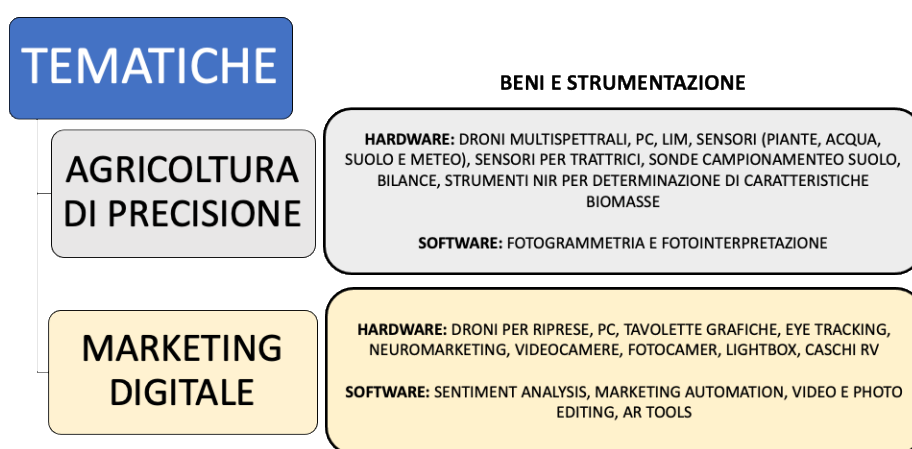 TEMATICHE
BENI E STRUMENTAZIONE
AGRICOLTURA
DI PRECISIONE
HARDWARE: DRONI MULTISPETTRALI, PC, LIM, SENSORI (PIANTE, ACQUA,
SUOLO E METEO), SENSORI PER TRATTRICI, SONDE CAMPIONAMENTEO SUOLO,
BILANCE, STRUMENTI NIR PER DETERMINAZIONE DI CARATTERISTICHE
BIOMASSE
SOFTWARE: FOTOGRAMMETRIA E FOTOINTERPRETAZIONE
MARKETING
DIGITALE
HARDWARE: DRONI PER RIPRESE, PC, TAVOLETTE GRAFICHE, EYE TRACKING,
NEUROMARKETING, VIDEOCAMERE, FOTOCAMER, LIGHTBOX, CASCHI RV
SOFTWARE: SENTIMENT ANALYSIS, MARKETING AUTOMATION, VIDEO E PHOTO
EDITING, AR TOOLS